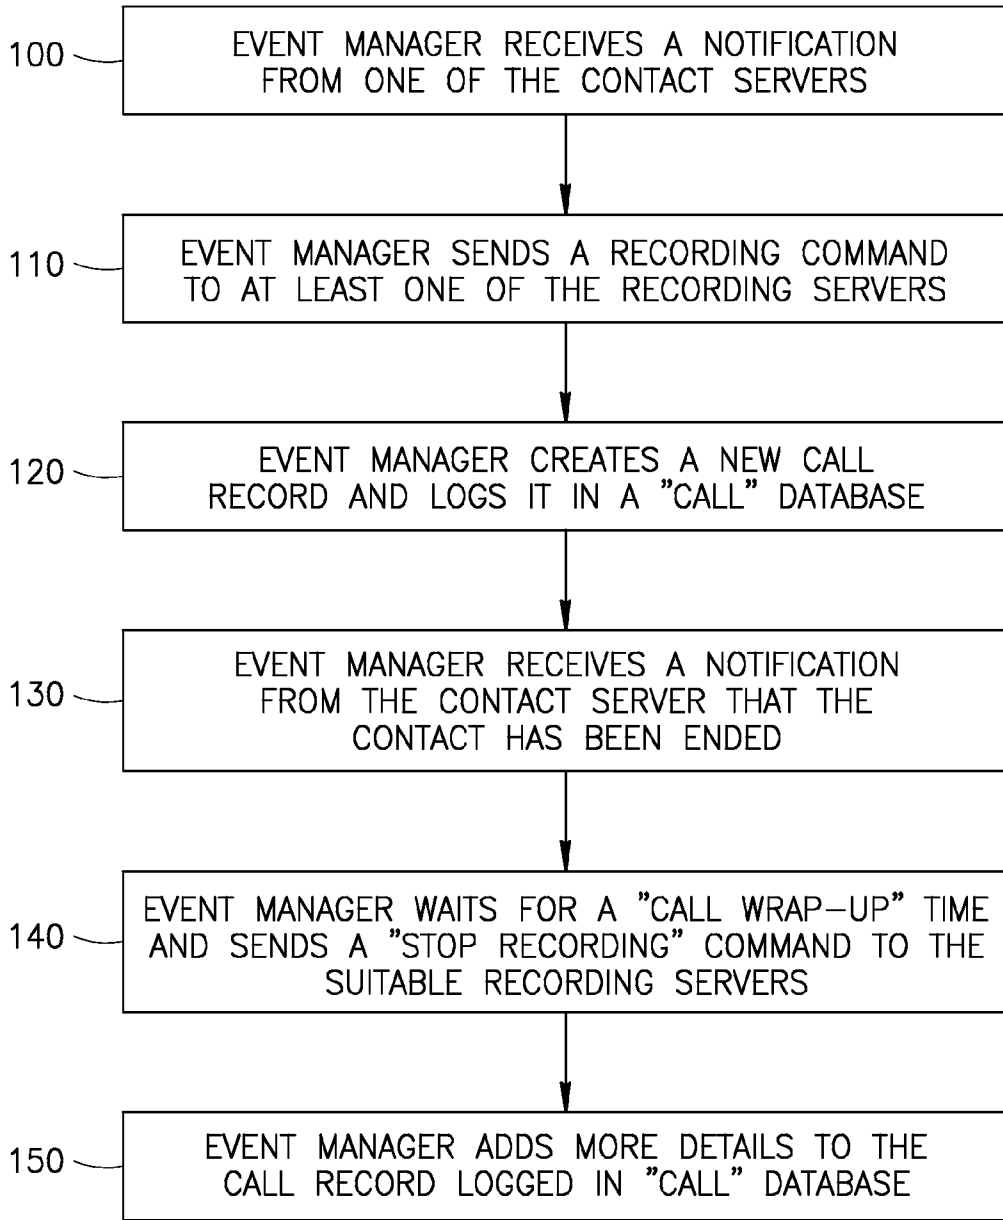 100
EVENT MANAGER RECEIVES A NOTIFICATION
FROM ONE OF THE CONTACT SERVERS
110
EVENT MANAGER SENDS A RECORDING COMMAND
TO AT LEAST ONE OF THE RECORDING SERVERS
120
EVENT MANAGER CREATES A NEW CALL
RECORD AND LOGS IT IN A ”CALL” DATABASE
130
EVENT MANAGER RECEIVES A NOTIFICATION
FROM THE CONTACT SERVER THAT THE
CONTACT HAS BEEN ENDED
140
EVENT MANAGER WAITS FOR A ”CALL WRAP–UP” TIME
AND SENDS A ”STOP RECORDING” COMMAND TO THE
SUITABLE RECORDING SERVERS
150
EVENT MANAGER ADDS MORE DETAILS TO THE
CALL RECORD LOGGED IN ”CALL” DATABASE